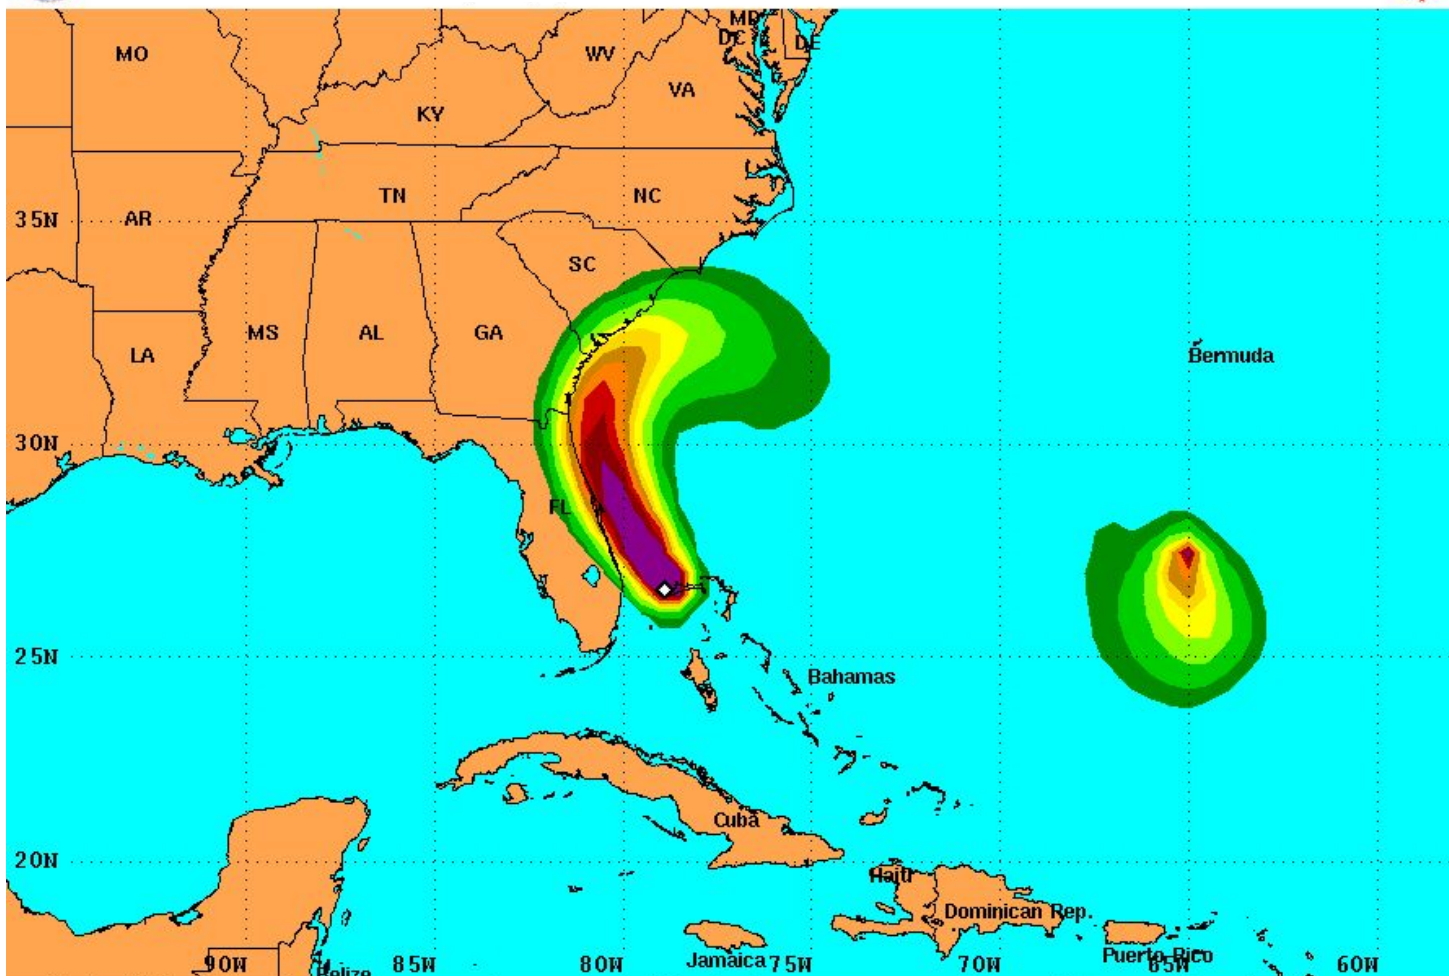 MD
DC
DE
MO
WV
VA
KY
TN
NC
35N
AR
SC
MS
AL
GA
LA
Bermuda
30N
FL
25N
Bahamas
Cuba
20N
Haiti
Dominican Rep.
Puerto Rico
Jamaica
Belize
90W
85W
80W
75W
70W
65W
60W